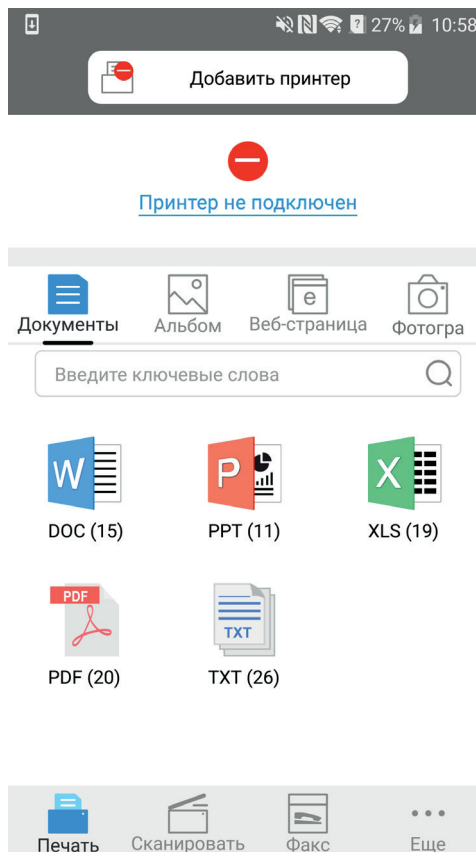 27% 10:58
Добавить принтер
Принтер не подключен
Документы Альбом Веб-страница Фотогра
Введите ключевые слова
W P X
DOC (15) PPT (11) XLS (19)
PDF TXT
PDF (20) TXT (26)
Печать Сканировать Факс Еще